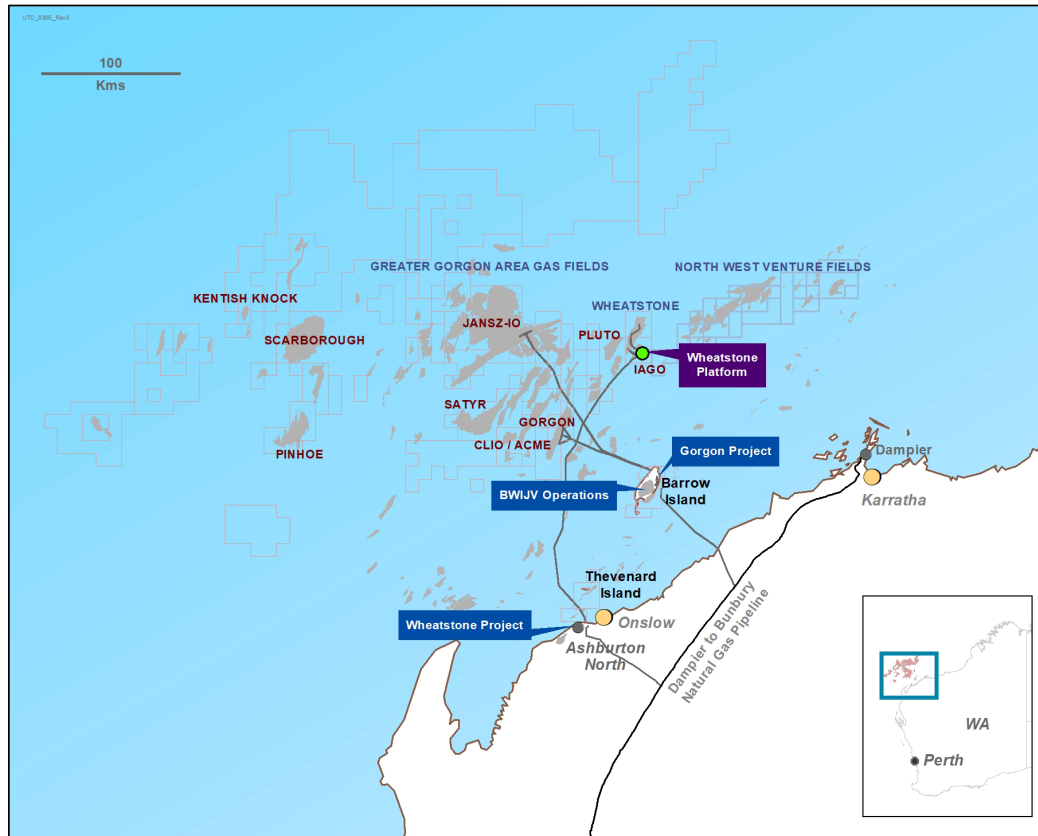 UTC_938E_Rev3
100
Kms
GREATER GORGON AREA GAS FIELDS
NORTH WEST VENTURE FIELDS
KENTISH KNOCK
WHEATSTONE
JANSZ-IO
SCARBOROUGH
PLUTO
Wheatstone
Platform
IAGO
SATYR
GORGON
CLIO / ACME
PINHOE
Gorgon Project
Dampier
BWIJV Operations
Barrow
Island
Karratha
Thevenard
Island
Wheatstone Project
Onslow
Ashburton
North
Dampier to Bunbury
Natural Gas Pipeline
WA
Perth